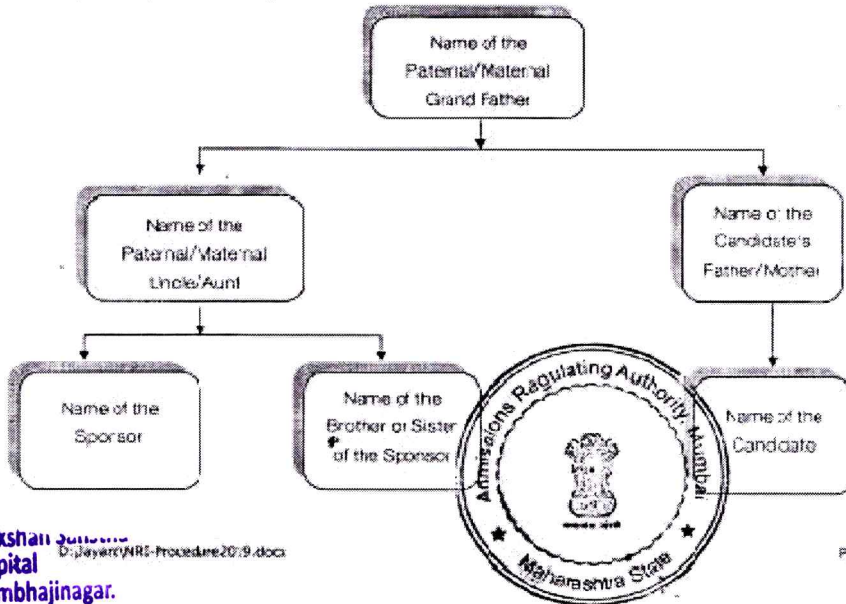 Name of the
Paternal/Maternal
Grand Father
Name of the
Paternal/Maternal
Uncle/Aunt
Name of the
Candidate's
Father/Mother
Name of the
Sponsor
Name of the
Brother or Sister
of the Sponsor
Name of the
Candidate
Admissions Regulating Authority, Mumbai
★ Maharashtra State ★
D:\Jayant\NRI-Procedure2019.docx
P
kshan
pital
mbhajinagar.